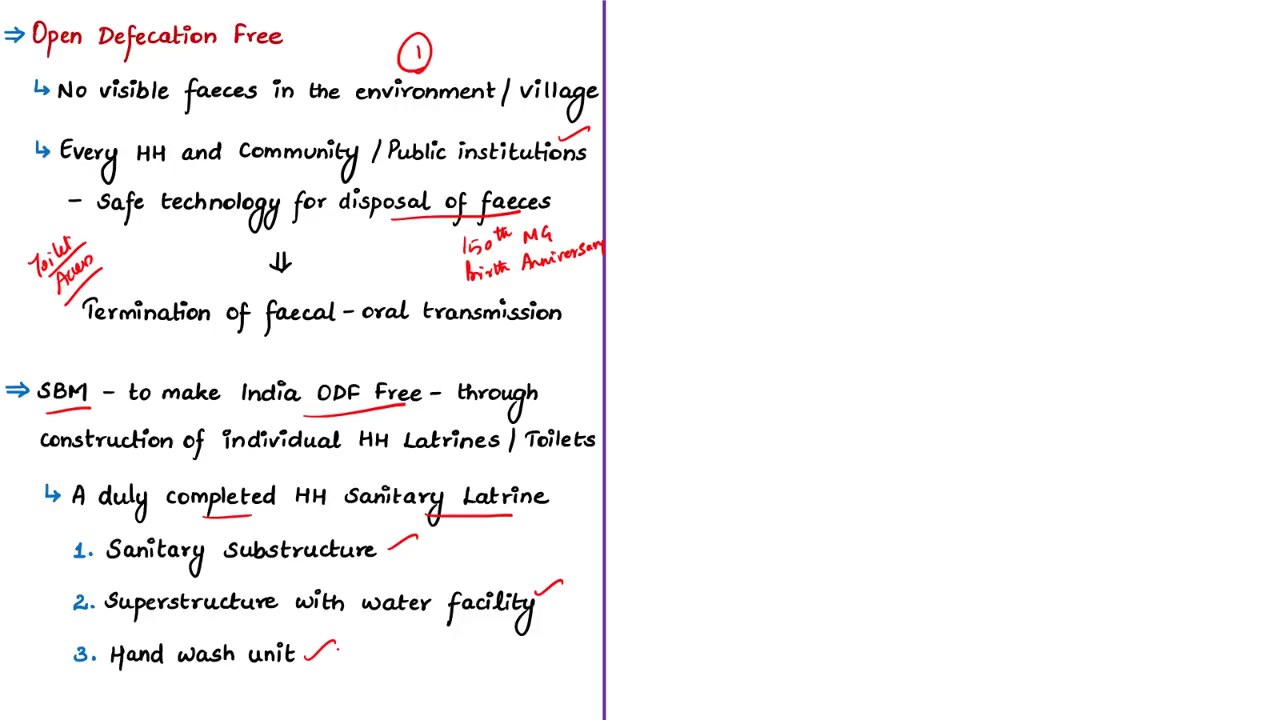 ⇒ Open Defecation Free
1
↳ No visible faeces in the environment / village
↳ Every HH and Community / Public institutions
- Safe technology for disposal of faeces
150th MG
Birth Anniversary
Toilet
Access
⇓
Termination of faecal - oral transmission
⇒ SBM - to make India ODF Free - through
construction of individual HH Latrines / Toilets
↳ A duly completed HH Sanitary Latrine
1. Sanitary Substructure
2. Superstructure with water facility
3. Hand wash unit